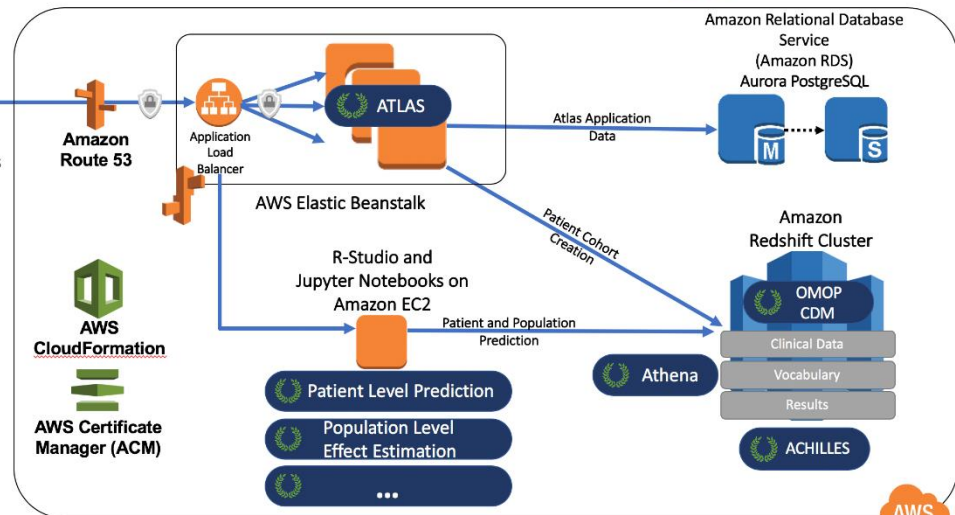 Amazon
Route 53
s
Application
Load
Balancer
ATLAS
AWS Elastic Beanstalk
Atlas Application
Data
Amazon Relational Database
Service
(Amazon RDS)
Aurora PostgreSQL
M
S
Patient Cohort
Creation
Amazon
Redshift Cluster
OMOP
CDM
Clinical Data
Vocabulary
Results
Athena
ACHILLES
R-Studio and
Jupyter Notebooks on
Amazon EC2
Patient and Population
Prediction
Patient Level Prediction
Population Level
Effect Estimation
...
AWS
CloudFormation
AWS Certificate
Manager (ACM)
AWS